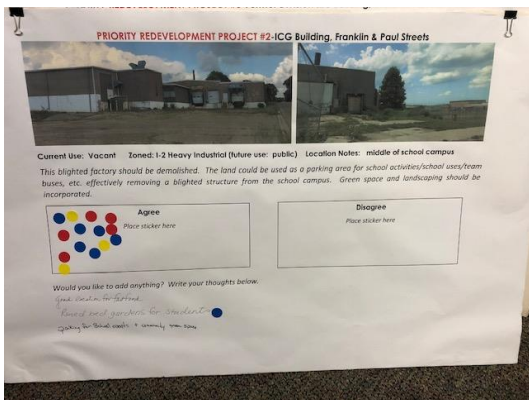 PRIORITY REDEVELOPMENT PROJECT #2-ICG Building, Franklin & Paul Streets
Current Use: Vacant Zoned: I-2 Heavy Industrial (future use: public) Location Notes: middle of school campus
This blighted factory should be demolished. The land could be used as a parking area for school activities/school uses/team
buses, etc. effectively removing a blighted structure from the school campus. Green space and landscaping should be
incorporated.
Agree
Place sticker here
Disagree
Place sticker here
Would you like to add anything? Write your thoughts below.
Good location for
Raised bed gardens for students
parking for school events + community